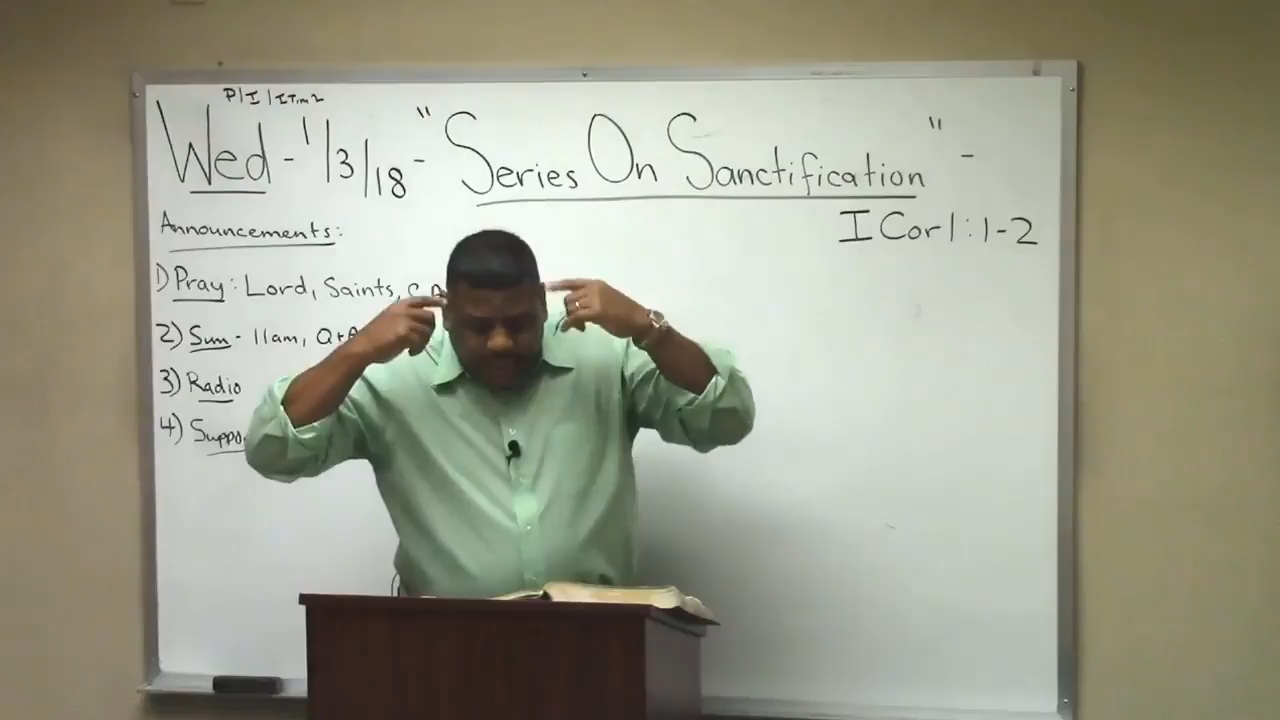 P/I/ITim2
Wed - 1/3/18 - "Series On Sanctification" -
I Cor 1:1-2
Announcements:
1) Pray: Lord, Saints,
2) Sun - 11am, Q+A
3) Radio
4)